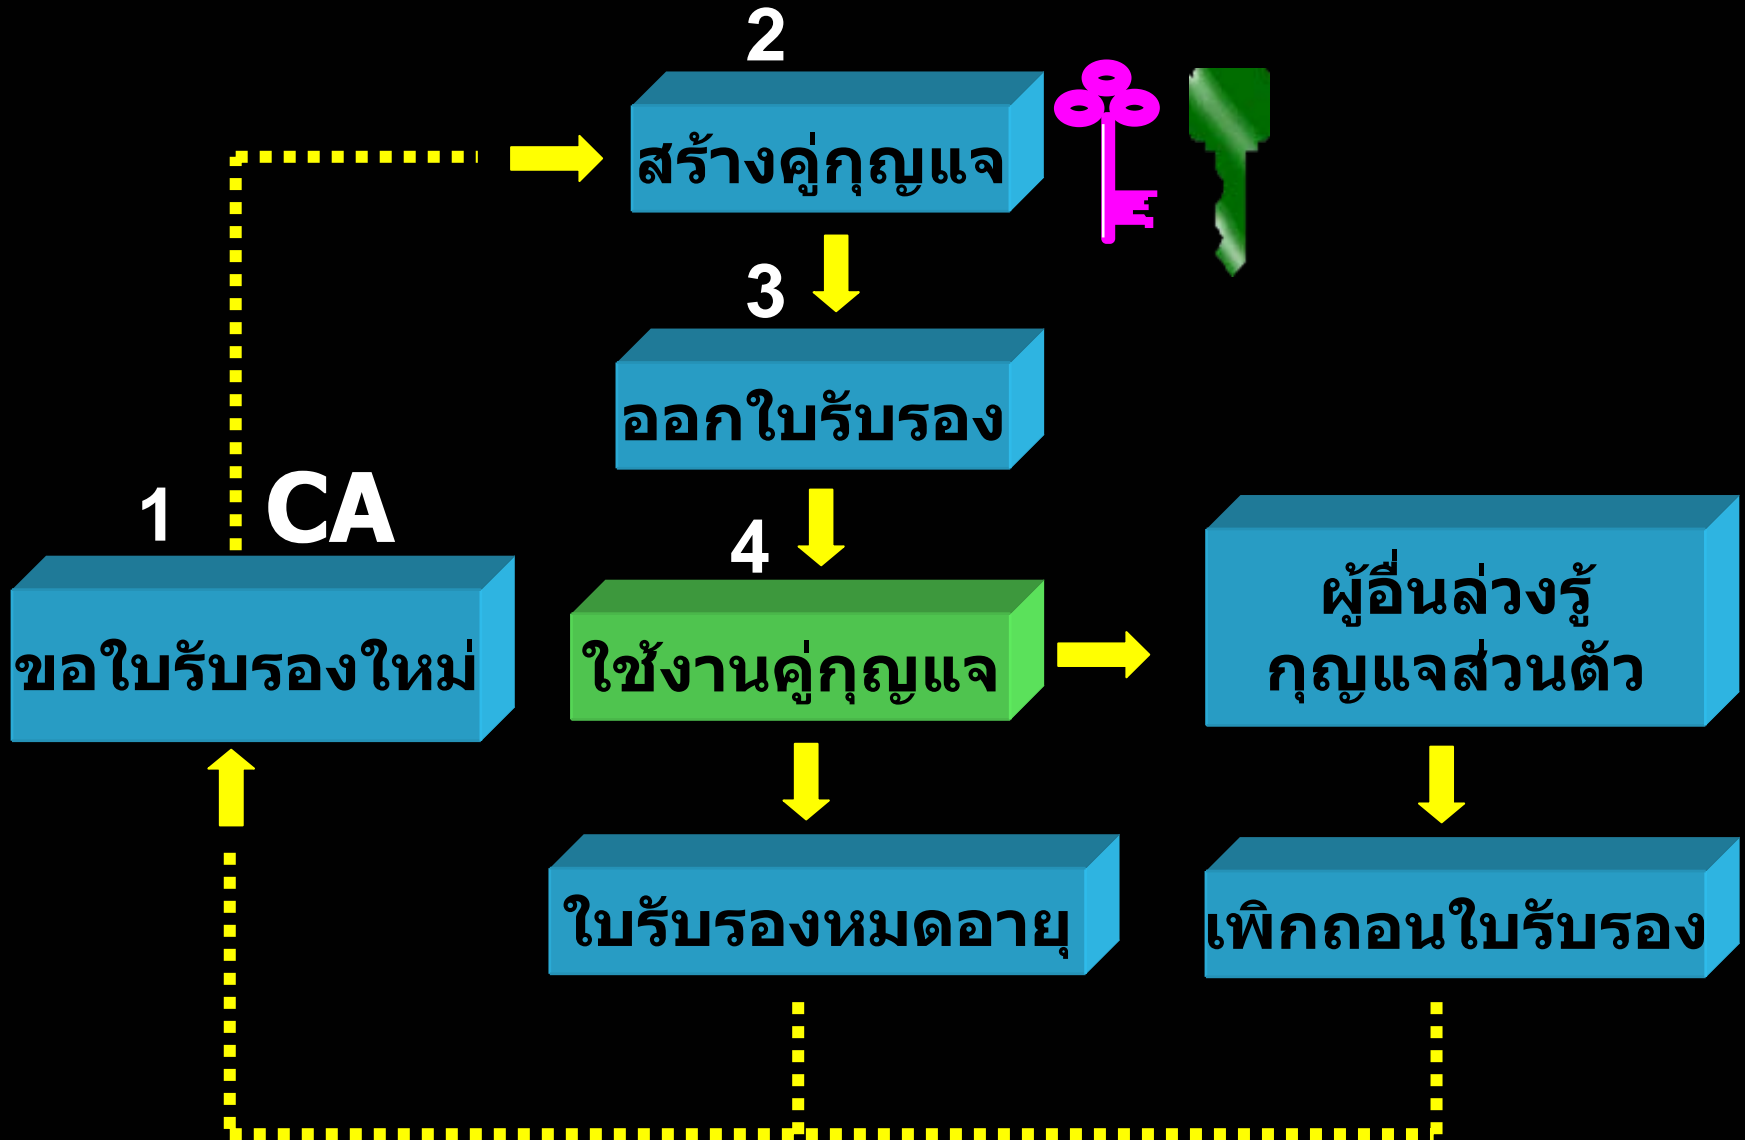 2
สร้างคู่กุญแจ
3
ออกใบรับรอง
1
CA
ขอใบรับรองใหม่
4
ใช้งานคู่กุญแจ
ผู้อื่นล่วงรู้
กุญแจส่วนตัว
ใบรับรองหมดอายุ
เพิกถอนใบรับรอง